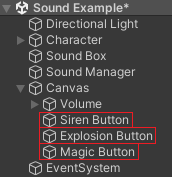 Sound Example*
Directional Light
Character
Sound Box
Sound Manager
Canvas
Volume
Siren Button
Explosion Button
Magic Button
EventSystem